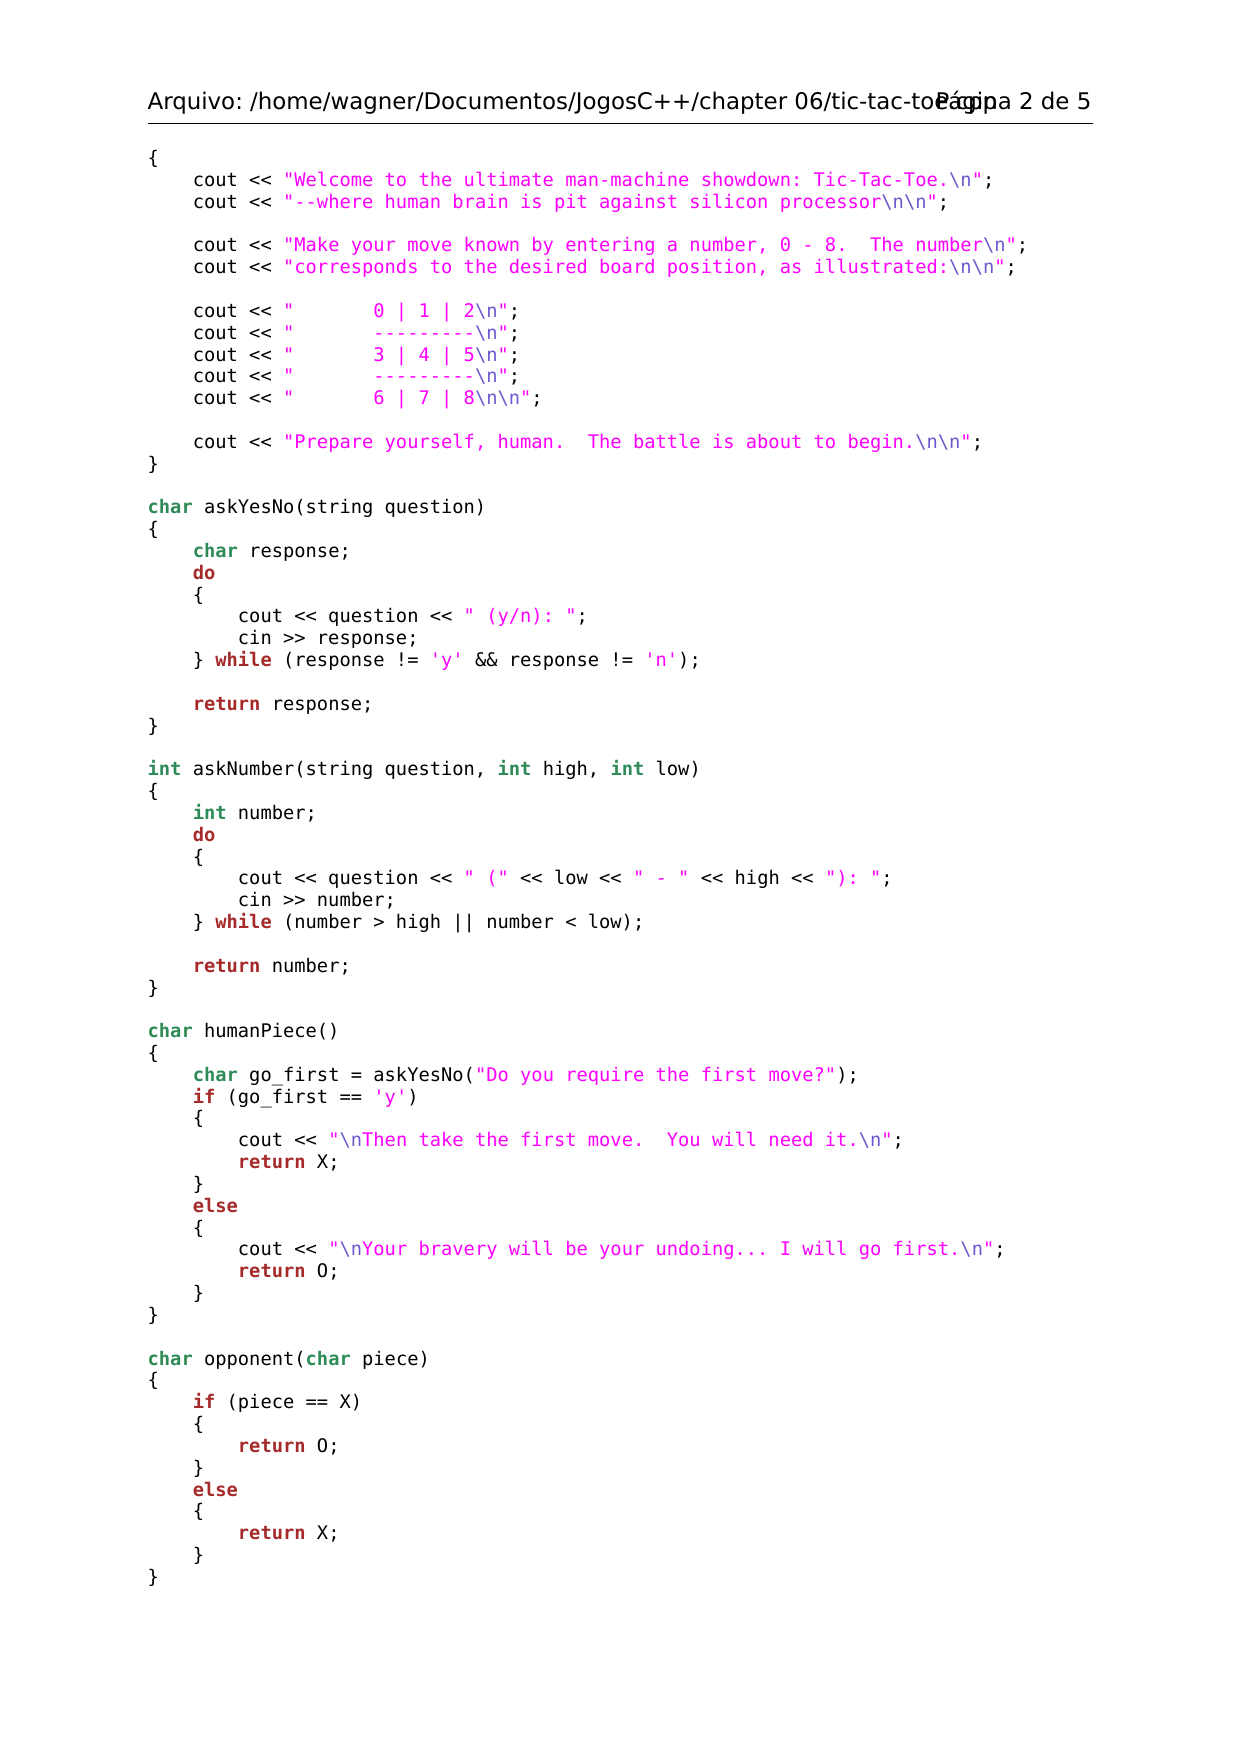 Arquivo: /home/wagner/Documentos/JogosC++/chapter 06/tic-tac-toe.cpp Página 2 de 5
{
    cout << "Welcome to the ultimate man-machine showdown: Tic-Tac-Toe.\n";
    cout << "--where human brain is pit against silicon processor\n\n";

    cout << "Make your move known by entering a number, 0 - 8.  The number\n";
    cout << "corresponds to the desired board position, as illustrated:\n\n";

    cout << "       0 | 1 | 2\n";
    cout << "       ---------\n";
    cout << "       3 | 4 | 5\n";
    cout << "       ---------\n";
    cout << "       6 | 7 | 8\n\n";

    cout << "Prepare yourself, human.  The battle is about to begin.\n\n";
}

char askYesNo(string question)
{
    char response;
    do
    {
        cout << question << " (y/n): ";
        cin >> response;
    } while (response != 'y' && response != 'n');

    return response;
}

int askNumber(string question, int high, int low)
{
    int number;
    do
    {
        cout << question << " (" << low << " - " << high << "): ";
        cin >> number;
    } while (number > high || number < low);

    return number;
}

char humanPiece()
{
    char go_first = askYesNo("Do you require the first move?");
    if (go_first == 'y')
    {
        cout << "\nThen take the first move.  You will need it.\n";
        return X;
    }
    else
    {
        cout << "\nYour bravery will be your undoing... I will go first.\n";
        return O;
    }
}

char opponent(char piece)
{
    if (piece == X)
    {
        return O;
    }
    else
    {
        return X;
    }
}